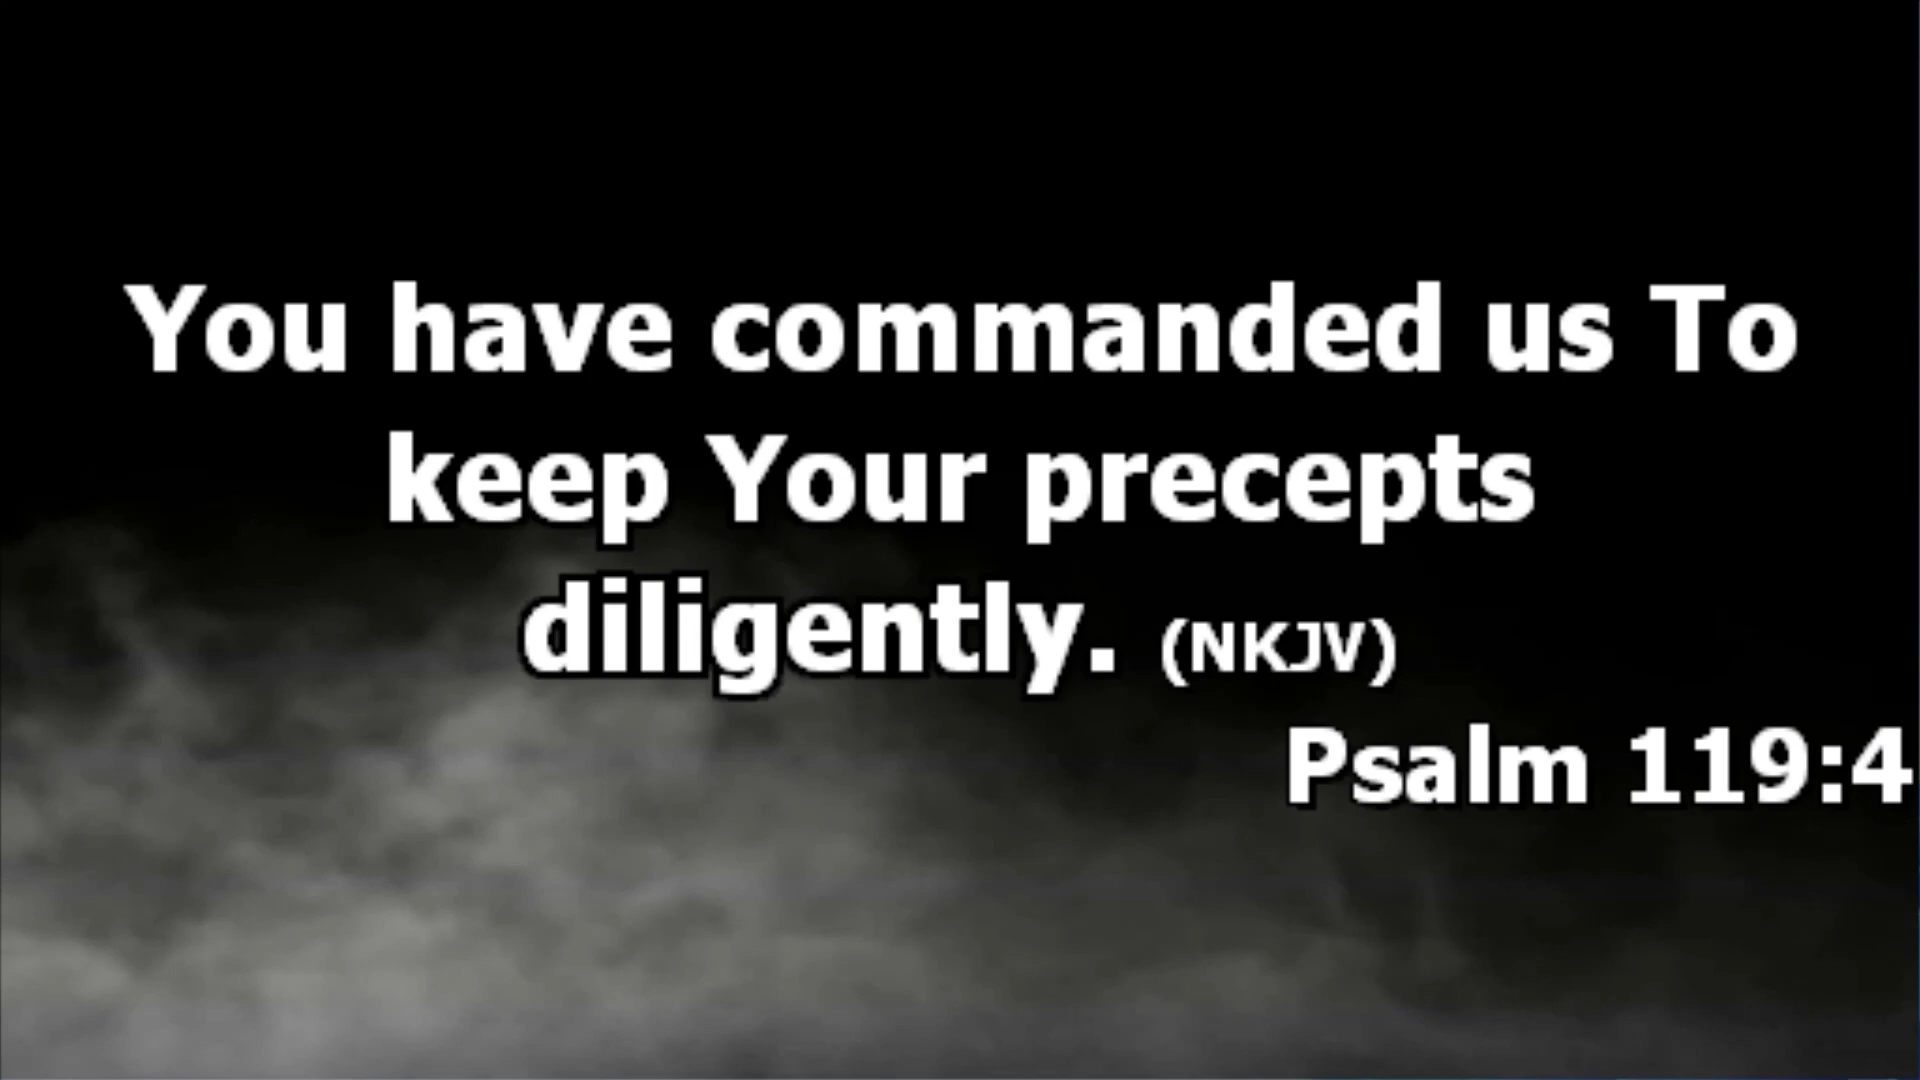 You have commanded us To
keep Your precepts
diligently. (NKJV)
Psalm 119:4